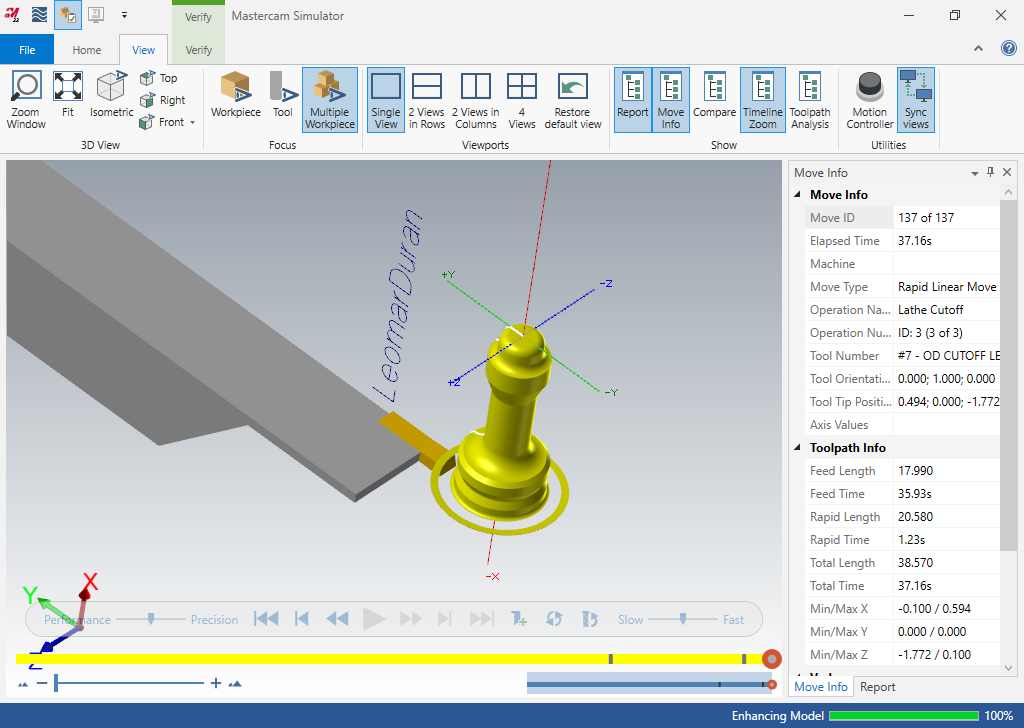 22
Verify
Mastercam Simulator
File
Home
View
Verify
Zoom Window
Fit
Isometric
Top
Right
Front
3D View
Workpiece
Tool
Multiple Workpiece
Focus
Single View
2 Views in Rows
2 Views in Columns
4 Views
Restore default view
Viewports
Report
Move Info
Compare
Timeline Zoom
Toolpath Analysis
Show
Motion Controller
Sync views
Utilities
LeomarDuran
+Y
-Z
+Z
-Y
-X
X
Y
Z
Performance
Precision
Slow
Fast
Move Info
Move Info
Move ID 137 of 137
Elapsed Time 37.16s
Machine
Move Type Rapid Linear Move
Operation Na... Lathe Cutoff
Operation Nu... ID: 3 (3 of 3)
Tool Number #7 - OD CUTOFF LE
Tool Orientati... 0.000; 1.000; 0.000
Tool Tip Positi... 0.494; 0.000; -1.772
Axis Values
Toolpath Info
Feed Length 17.990
Feed Time 35.93s
Rapid Length 20.580
Rapid Time 1.23s
Total Length 38.570
Total Time 37.16s
Min/Max X -0.100 / 0.594
Min/Max Y 0.000 / 0.000
Min/Max Z -1.772 / 0.100
Move Info
Report
Enhancing Model
100%